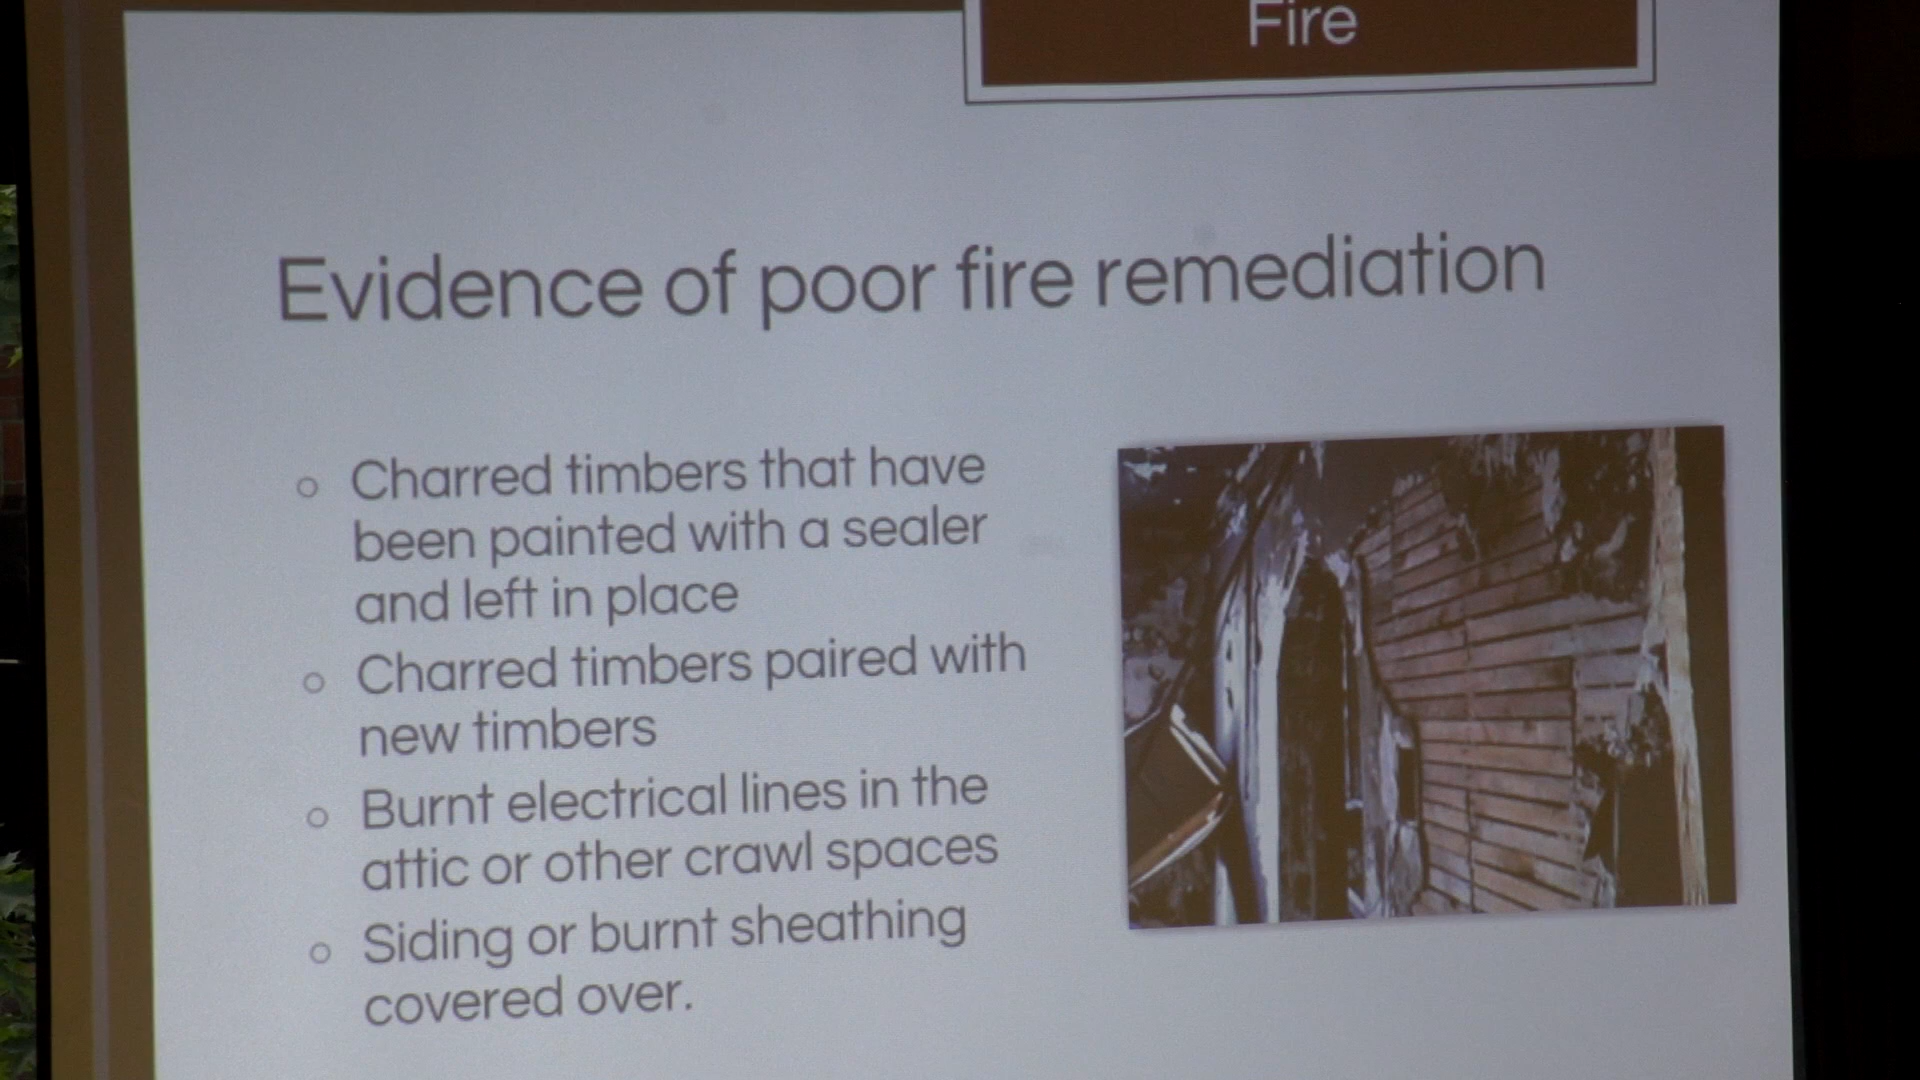 Fire
Evidence of poor fire remediation
Charred timbers that have
been painted with a sealer
and left in place
Charred timbers paired with
new timbers
Burnt electrical lines in the
attic or other crawl spaces
Siding or burnt sheathing
covered over.